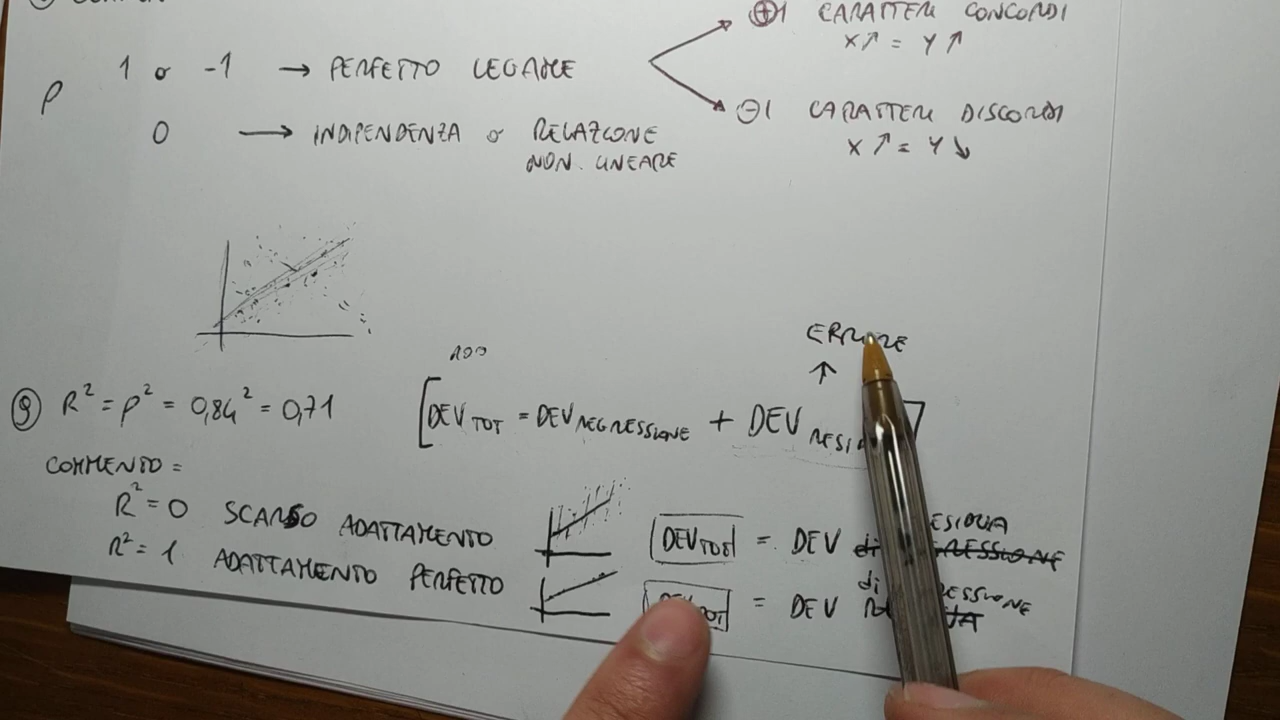 ⊕1 CARATTERI CONCORDI
X↗ = Y↗
1 o -1 → PERFETTO LEGAME
ρ
⊖1 CARATTERI DISCORDI
X↗ = Y↘
0 → INDIPENDENZA o RELAZIONE
NON LINEARE
ERRORE
↑
100
⑨ R² = ρ² = 0,84² = 0,71
[DEV TOT = DEV REGRESSIONE + DEV
COMMENTO =
R² = 0 SCARSO ADATTAMENTO
DEV TOT = DEV
R² = 1 ADATTAMENTO PERFETTO
= DEV di